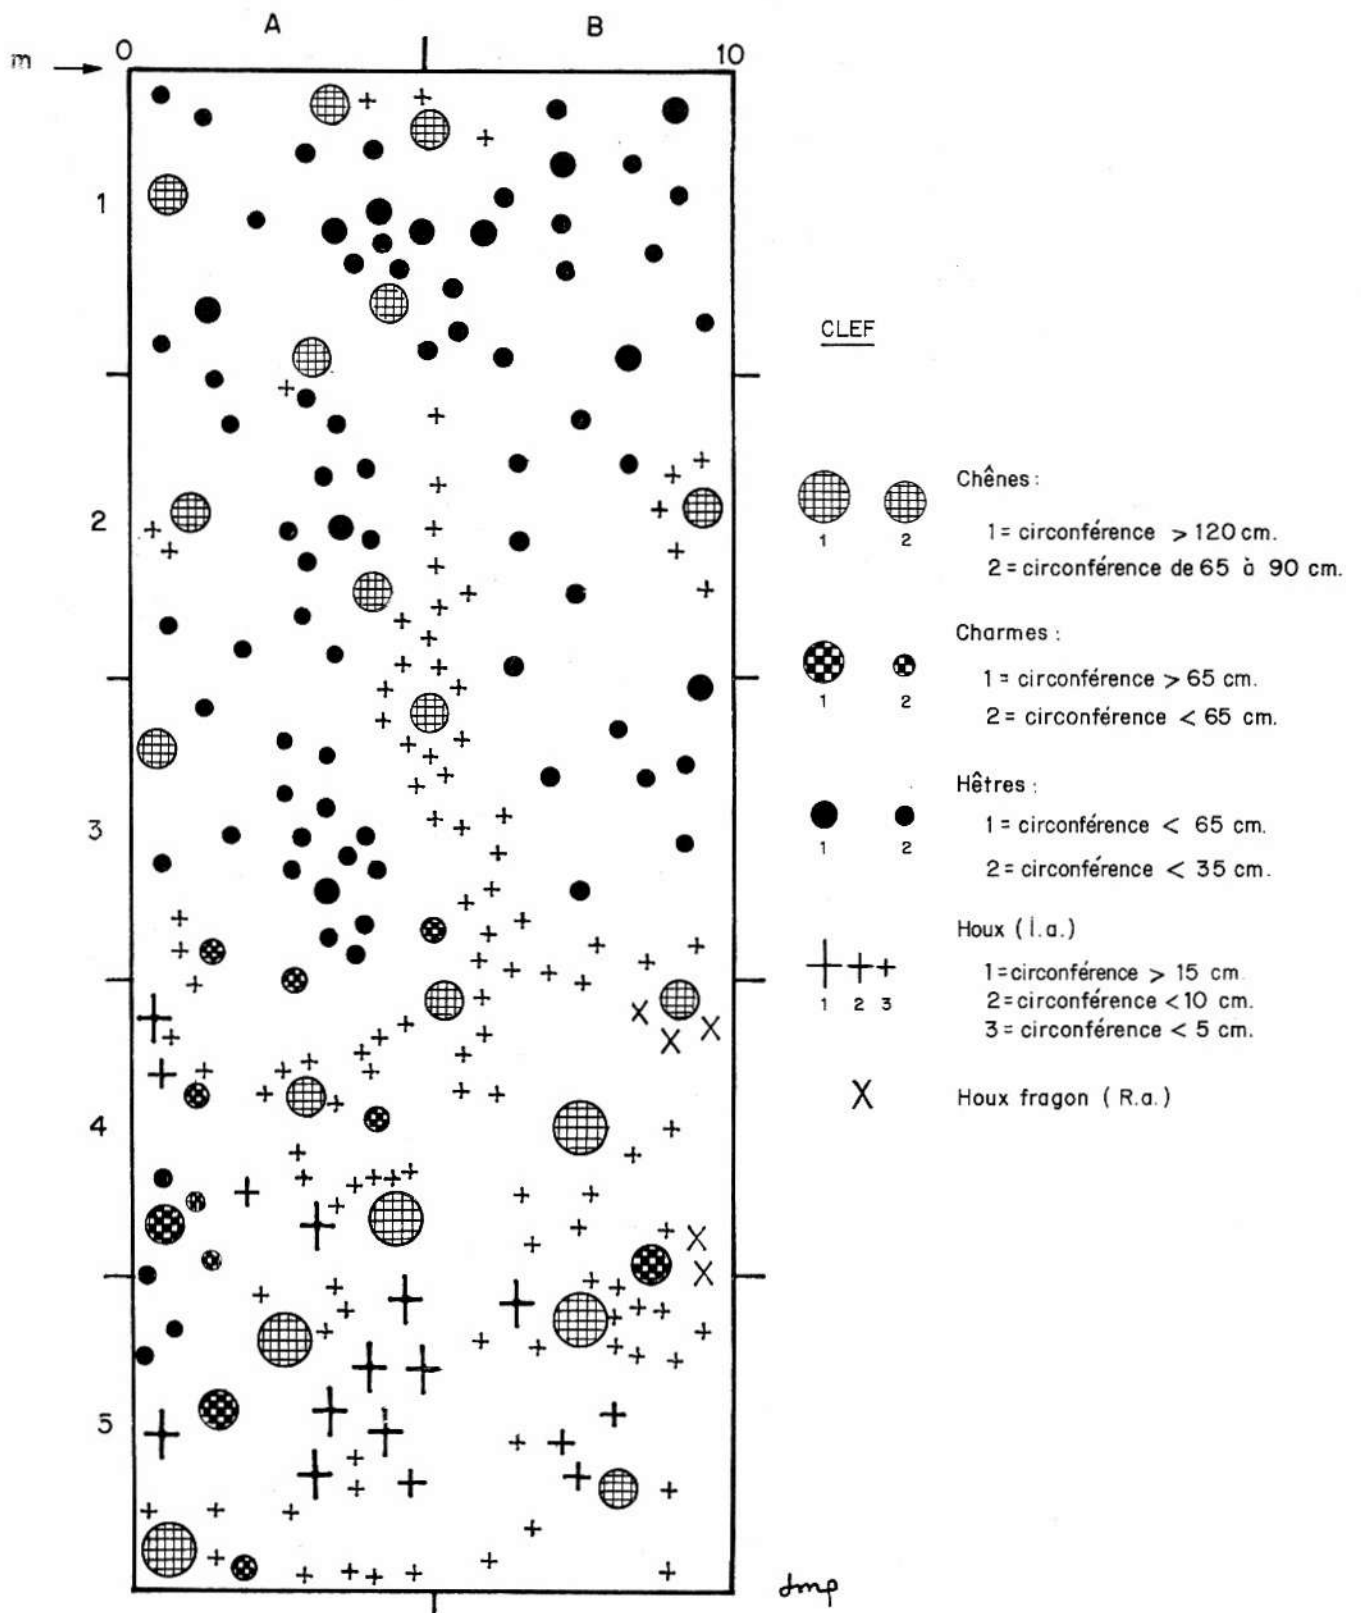 A B
m 0 10
1
2
3
4
5
CLEF
Chênes :
1 = circonférence > 120 cm.
2 = circonférence de 65 à 90 cm.
1 2
Charmes :
1 = circonférence > 65 cm.
2 = circonférence < 65 cm.
1 2
Hêtres :
1 = circonférence < 65 cm.
2 = circonférence < 35 cm.
1 2
Houx ( I.a.)
1 = circonférence > 15 cm.
2 = circonférence < 10 cm.
3 = circonférence < 5 cm.
1 2 3
Houx fragon ( R.a.)